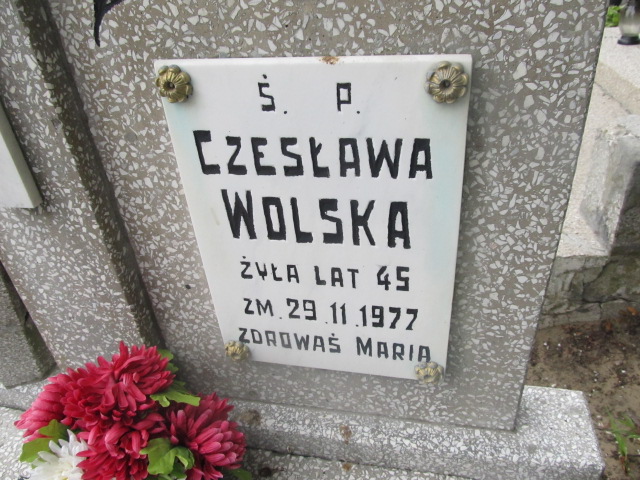 Ś. P.
CZESŁAWA
WOLSKA
ŻYŁA LAT 45
ZM. 29.11.1977
ZDROWAŚ MARIA